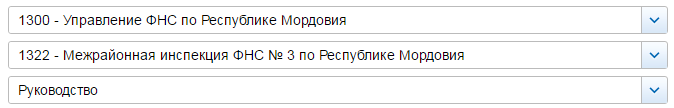 1300 - Управление ФНС по Республике Мордовия
1322 - Межрайонная инспекция ФНС № 3 по Республике Мордовия
Руководство